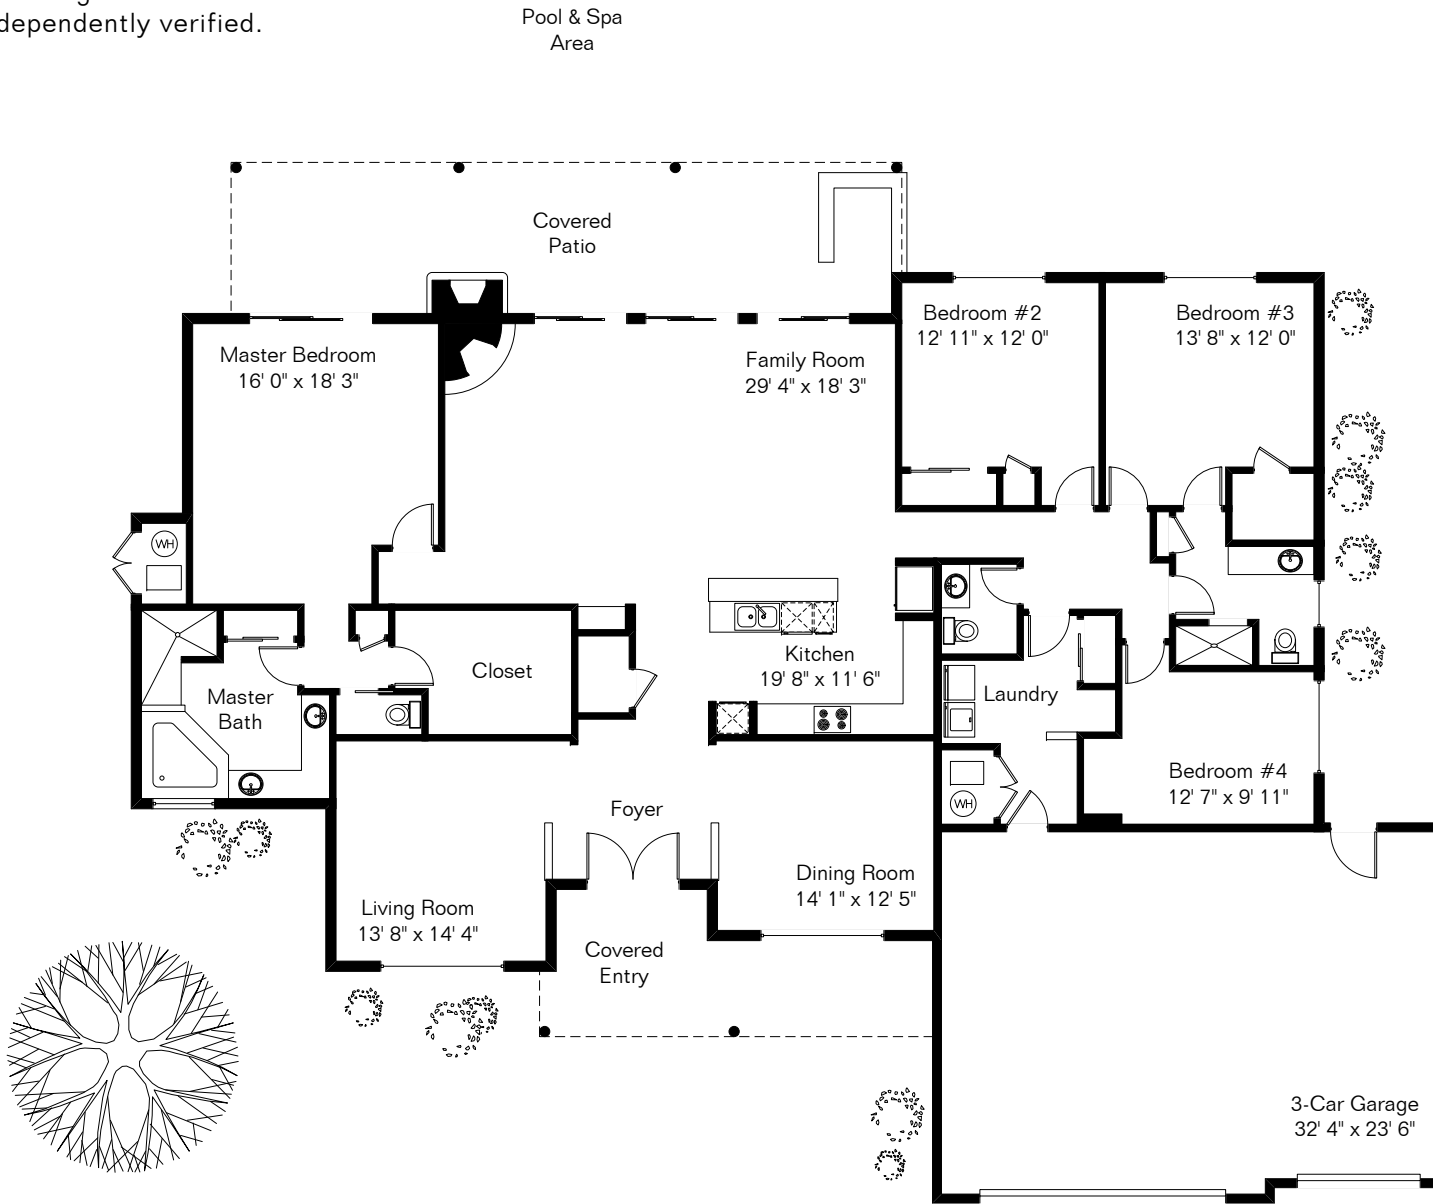 dependently verified.
Pool & Spa
Area
Covered
Patio
Bedroom #2
12' 11" x 12' 0"
Bedroom #3
13' 8" x 12' 0"
Master Bedroom
16' 0" x 18' 3"
Family Room
29' 4" x 18' 3"
WH
Kitchen
19' 8" x 11' 6"
Closet
Master
Bath
Laundry
Bedroom #4
12' 7" x 9' 11"
WH
Foyer
Dining Room
14' 1" x 12' 5"
Living Room
13' 8" x 14' 4"
Covered
Entry
3-Car Garage
32' 4" x 23' 6"